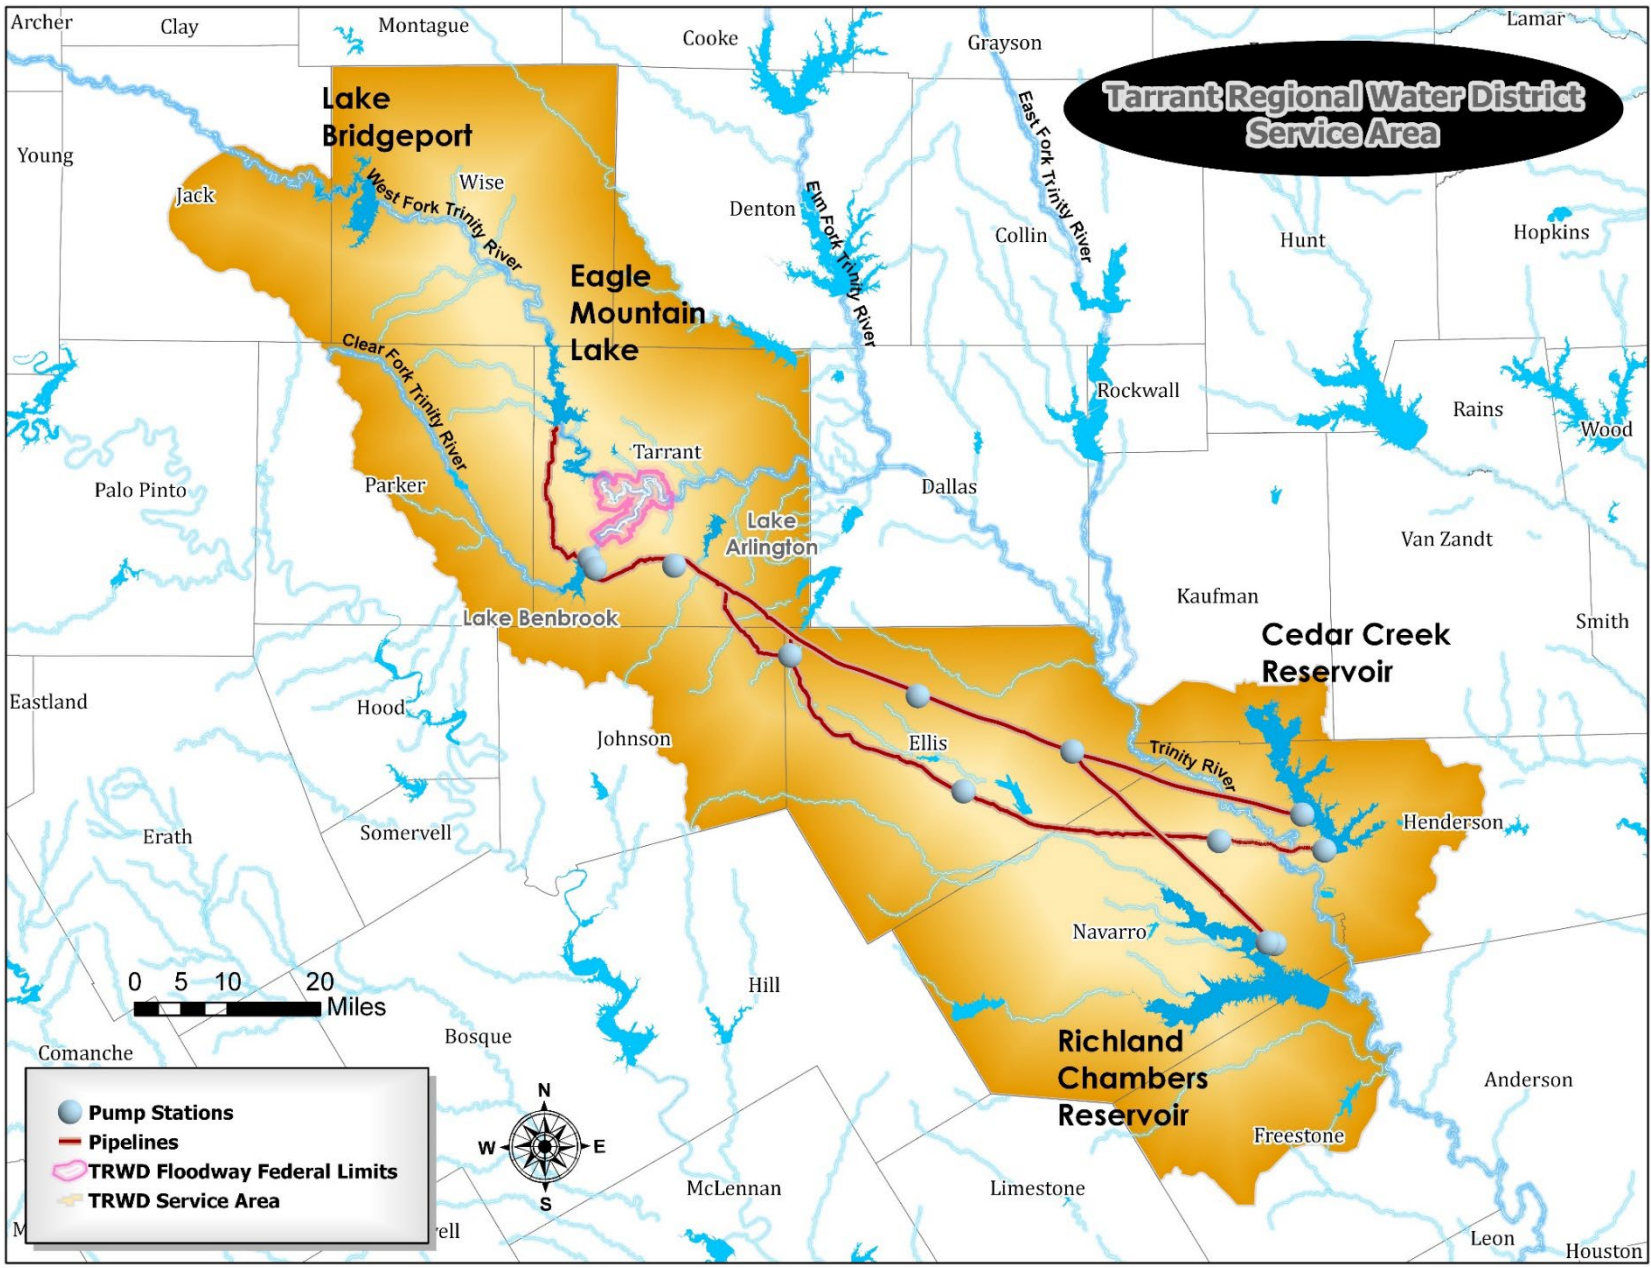 Archer
Clay
Montague
Cooke
Grayson
Lamar
Tarrant Regional Water District
Service Area
Lake
Bridgeport
East Fork Trinity River
Young
Jack
Wise
West Fork Trinity River
Denton
Elm Fork Trinity River
Collin
Hunt
Hopkins
Eagle
Mountain
Lake
Clear Fork Trinity River
Rockwall
Rains
Wood
Tarrant
Palo Pinto
Parker
Dallas
Lake
Arlington
Van Zandt
Kaufman
Smith
Lake Benbrook
Cedar Creek
Reservoir
Eastland
Hood
Johnson
Ellis
Trinity River
Henderson
Erath
Somervell
Navarro
0 5 10 20
Miles
Hill
Bosque
Comanche
Richland
Chambers
Reservoir
Anderson
Freestone
Pump Stations
Pipelines
TRWD Floodway Federal Limits
TRWD Service Area
N
W
E
S
McLennan
Limestone
M
ell
Leon
Houston